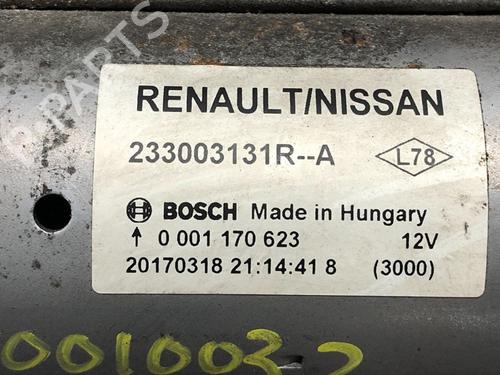 B-PARTS
RENAULT/NISSAN
233003131R--A L78
BOSCH Made in Hungary
↑ 0 001 170 623 12V
20170318 21:14:41 8 (3000)